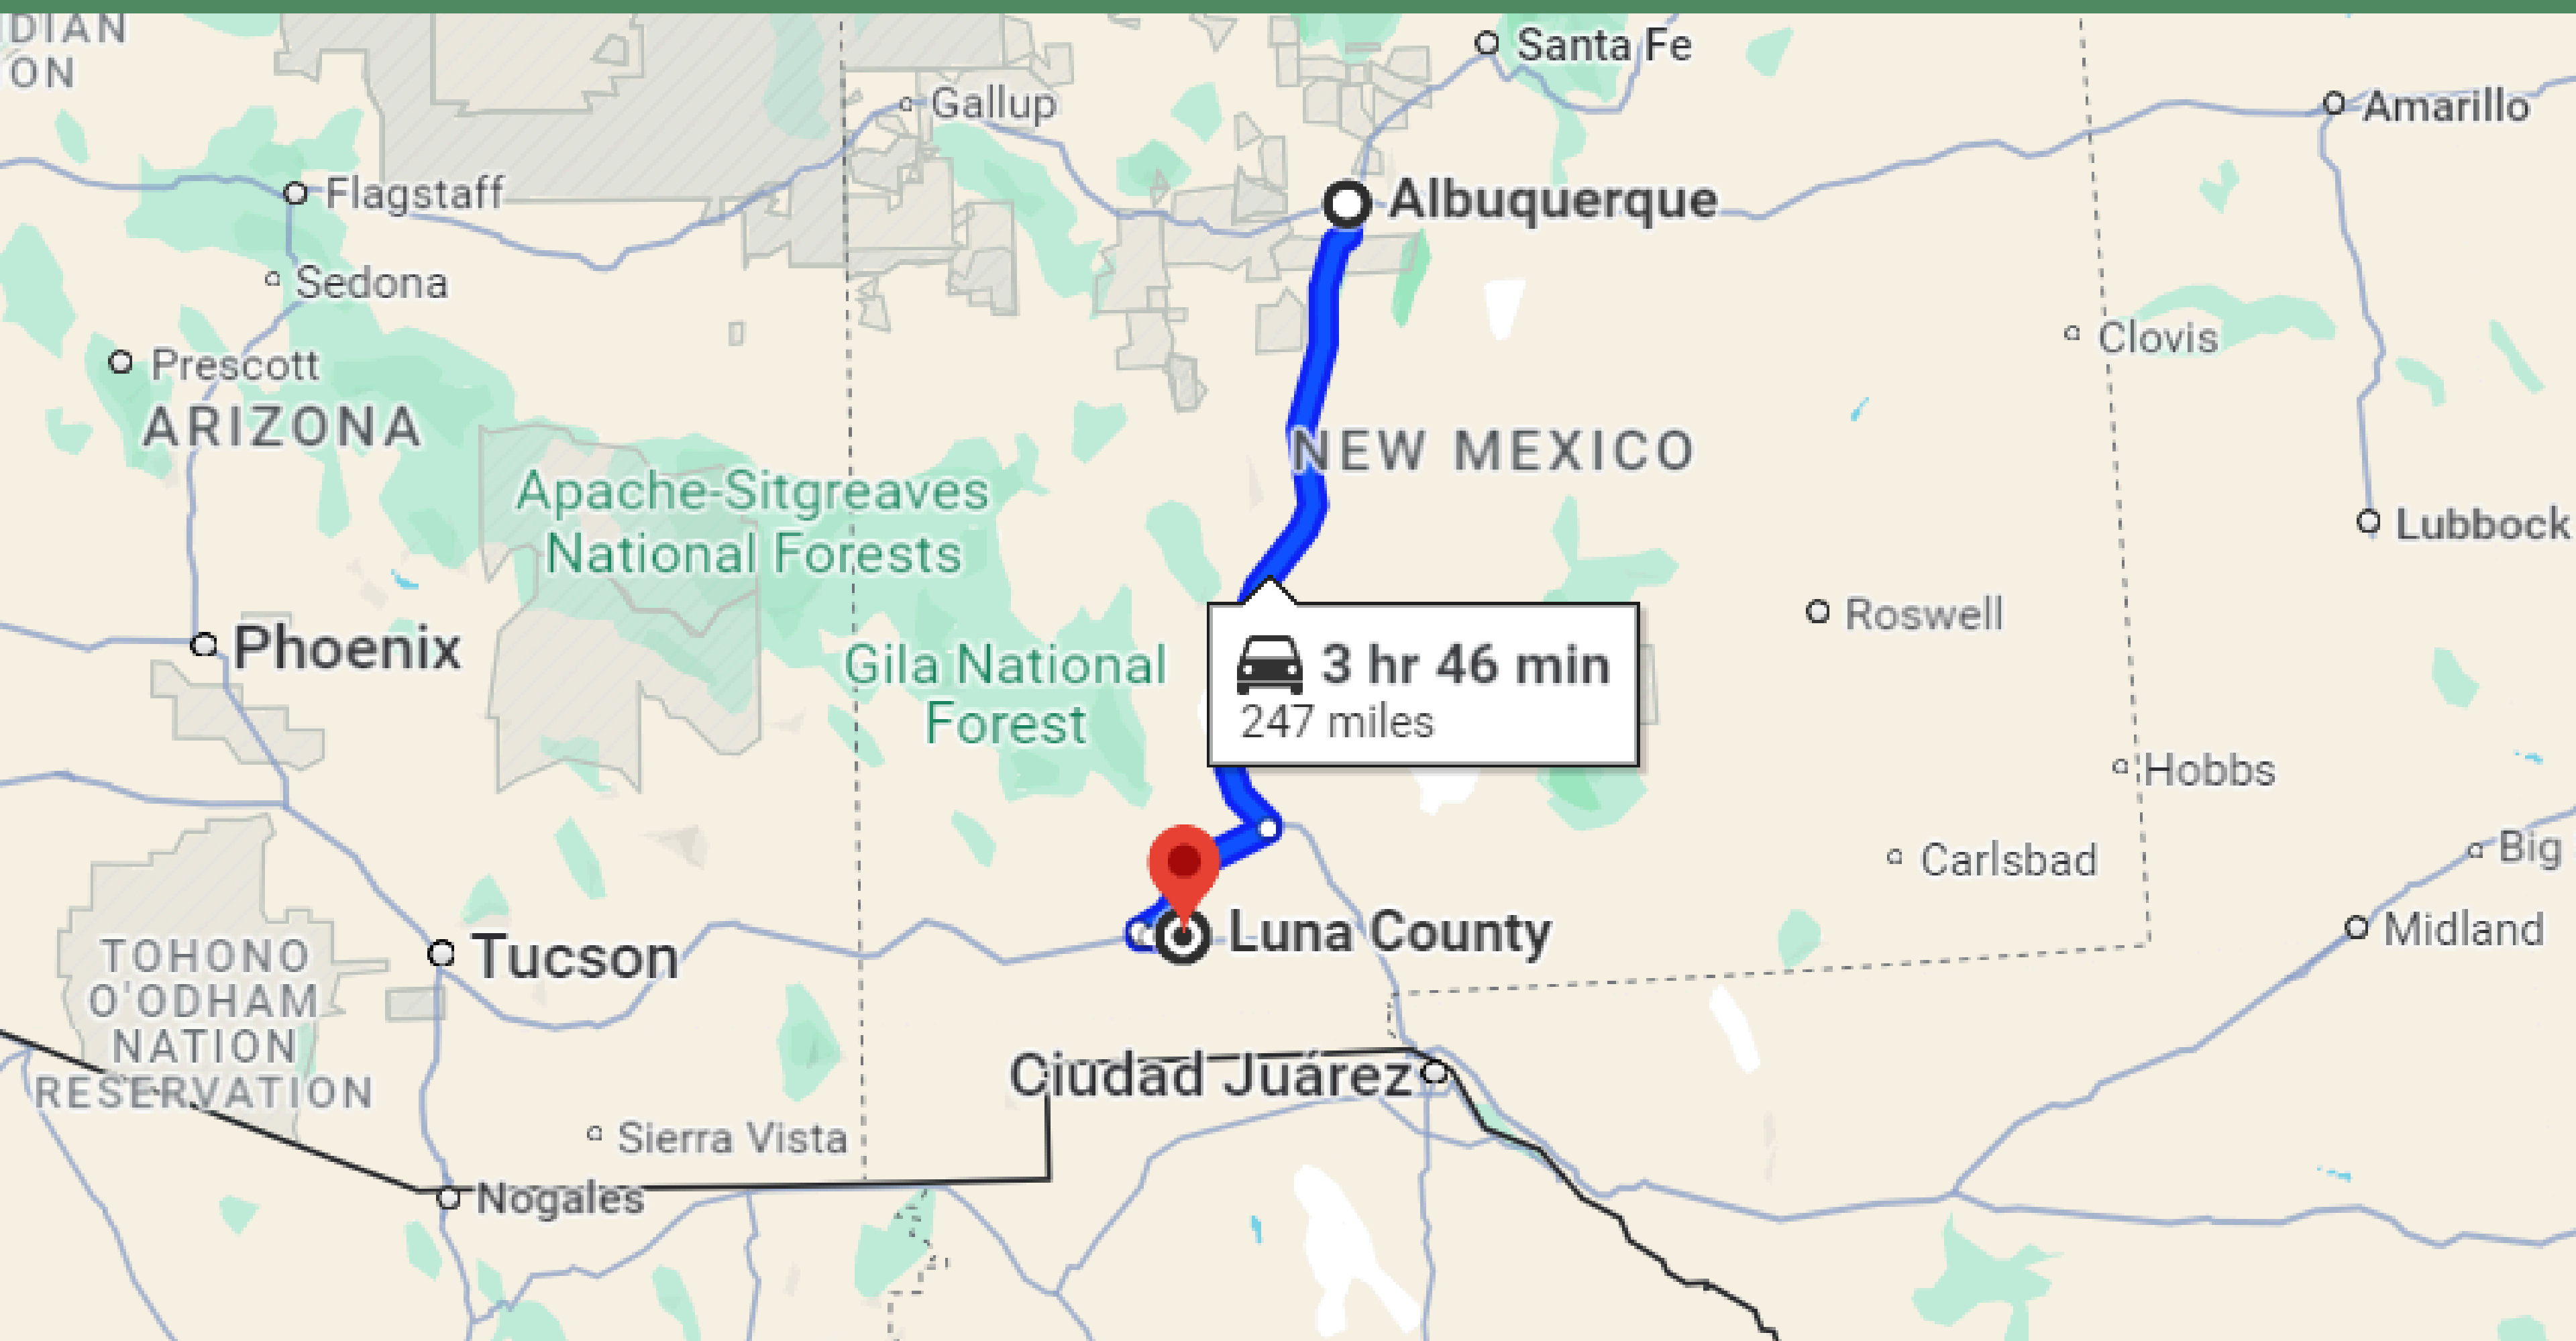 DIAN
ON
Santa Fe
Gallup
Amarillo
Flagstaff
Albuquerque
Sedona
Clovis
Prescott
ARIZONA
NEW MEXICO
Apache-Sitgreaves
National Forests
Lubbock
Roswell
Phoenix
Gila National
Forest
3 hr 46 min
247 miles
Hobbs
Big
Carlsbad
Luna County
Midland
Tucson
TOHONO
O'ODHAM
NATION
RESERVATION
Ciudad Juárez
Sierra Vista
Nogales